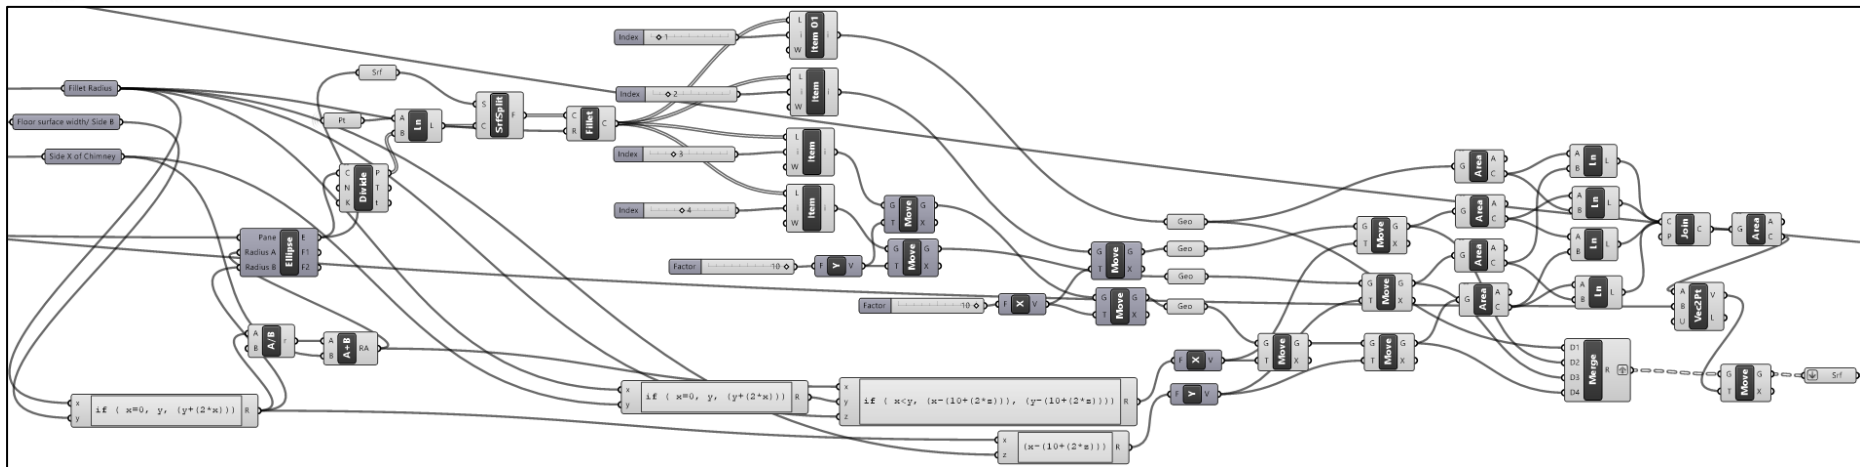 Fillet Radius
Floor surface width/ Side B
Side X of Chimney
Srf
Pt
A
B
Ln
L
S
C
SrfSplit
F
C
R
Fillet
C
C
N
K
Divide
P
T
t
Plane
Radius A
Radius B
Ellipse
E
F1
F2
A
B
A/B
r
A
B
A+B
RA
x
y
if ( x=0, y, (y+(2*x)))
R
Index
1
L
i
W
Item 01
i
Index
2
L
i
W
Item
i
Index
3
L
i
W
Item
i
Index
4
L
i
W
Item
i
G
T
Move
G
X
G
T
Move
G
X
Factor
10
F
Y
V
Factor
10
F
X
V
G
T
Move
G
X
G
T
Move
G
X
Geo
Geo
Geo
Geo
x
y
if ( x=0, y, (y+(2*x)))
R
x
y
z
if ( x<y, (x-(10+(2*z))), (y-(10+(2*z))))
R
x
z
(x-(10+(2*z)))
R
F
X
V
F
Y
V
G
T
Move
G
X
G
T
Move
G
X
G
T
Move
G
X
G
T
Move
G
X
G
Area
A
C
G
Area
A
C
G
Area
A
C
G
Area
A
C
A
B
Ln
L
A
B
Ln
L
A
B
Ln
L
A
B
Ln
L
C
P
Join
C
G
Area
A
C
A
B
U
Vec2Pt
V
L
D1
D2
D3
D4
Merge
R
G
T
Move
G
X
Srf